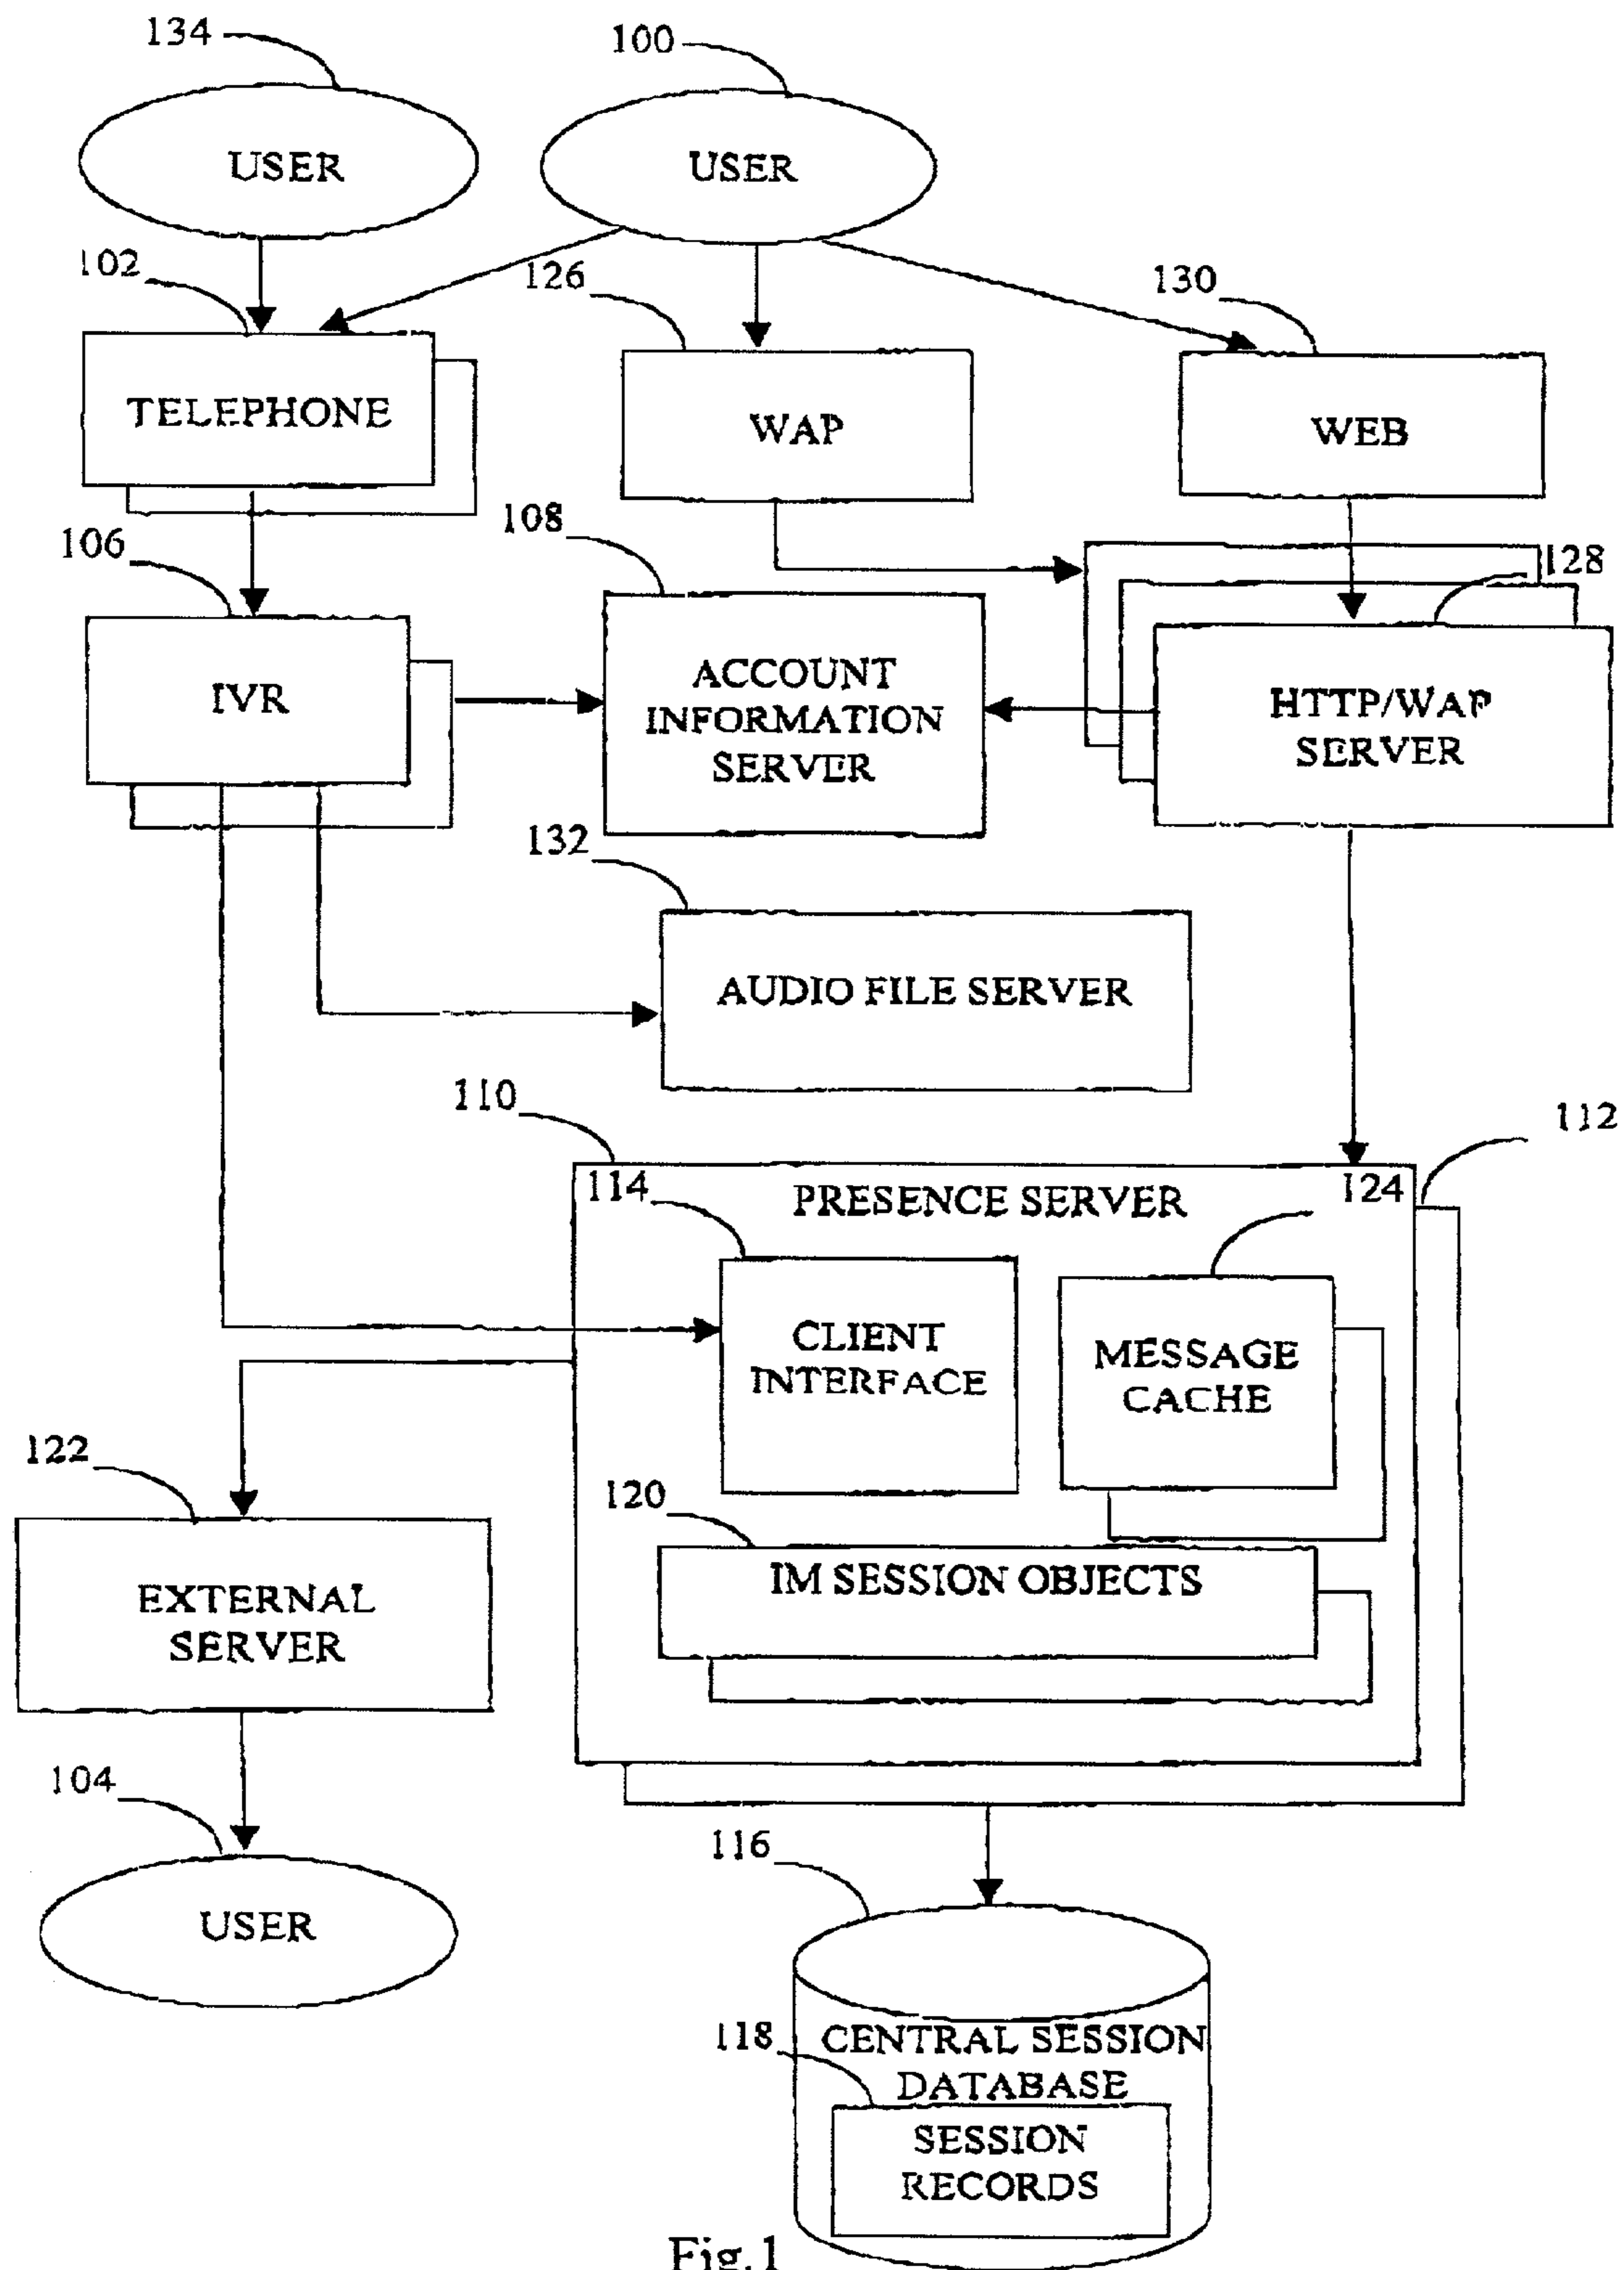 134
100
USER
USER
102
126
130
TELEPHONE
WAP
WEB
106
108
128
IVR
ACCOUNT
INFORMATION
SERVER
HTTP/WAP
SERVER
132
AUDIO FILE SERVER
110
112
114
PRESENCE SERVER
124
CLIENT
INTERFACE
MESSAGE
CACHE
122
120
IM SESSION OBJECTS
EXTERNAL
SERVER
104
116
USER
118
CENTRAL SESSION
DATABASE
SESSION
RECORDS
Fig.1